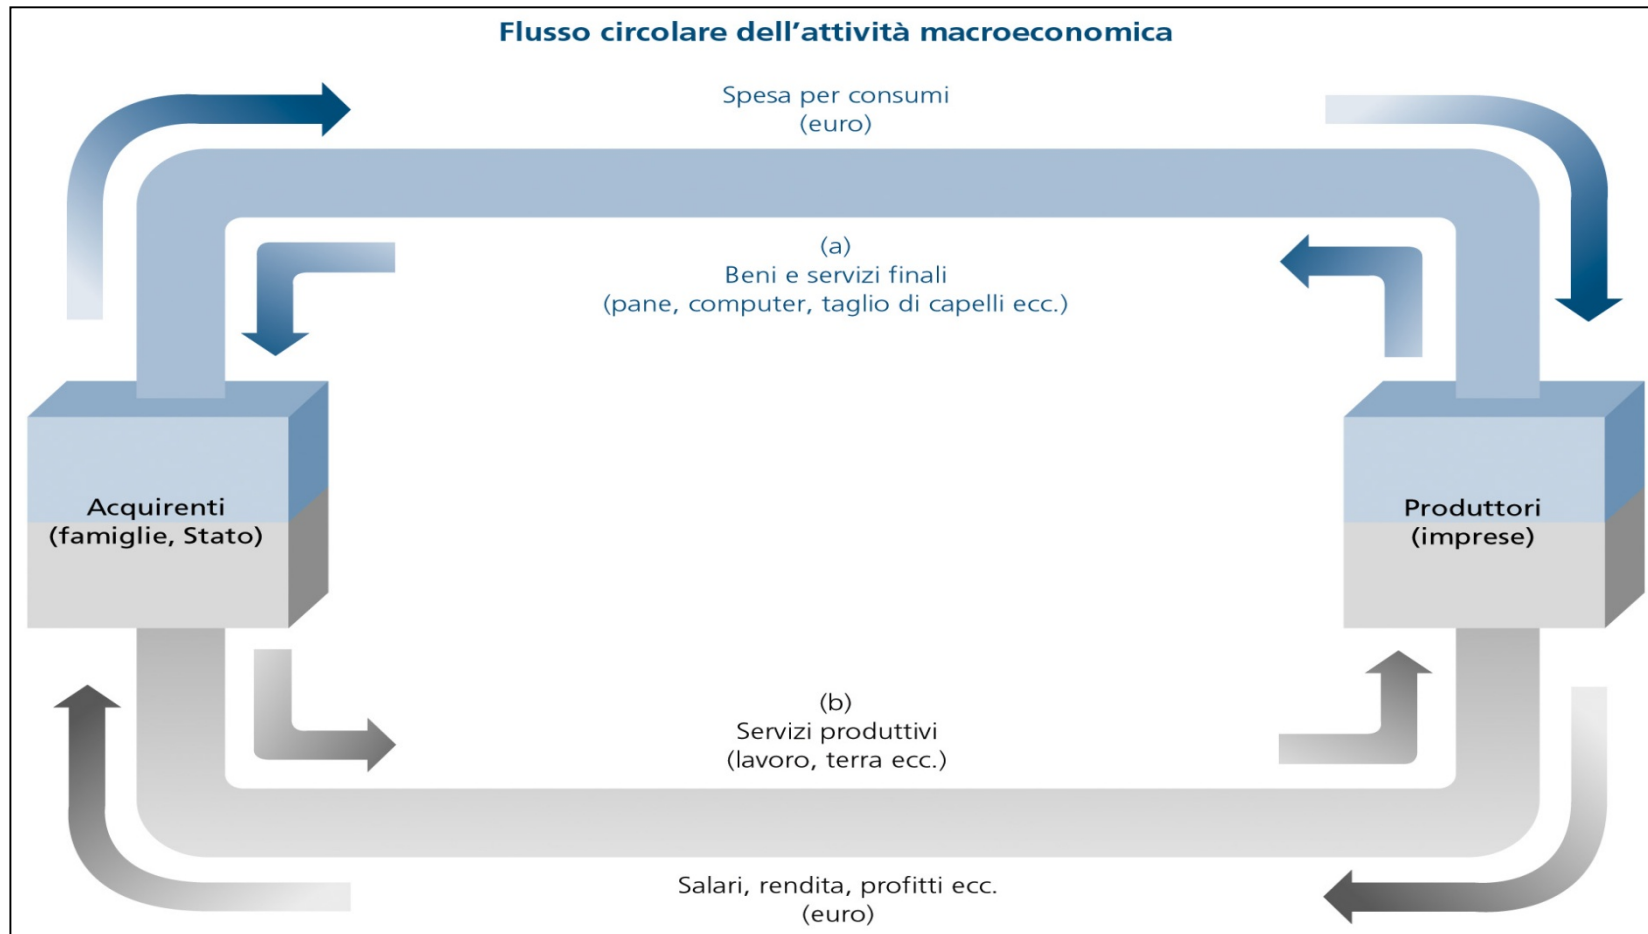 Flusso circolare dell’attività macroeconomica
Spesa per consumi
(euro)
(a)
Beni e servizi finali
(pane, computer, taglio di capelli ecc.)
Acquirenti
(famiglie, Stato)
Produttori
(imprese)
(b)
Servizi produttivi
(lavoro, terra ecc.)
Salari, rendita, profitti ecc.
(euro)